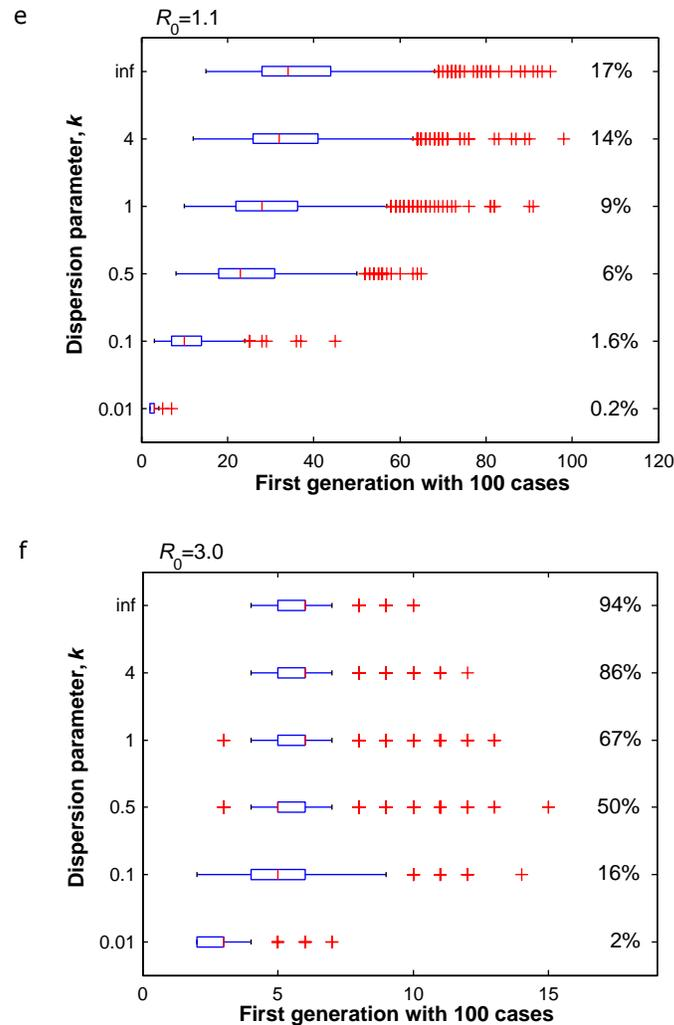 e
R0=1.1
Dispersion parameter, k
inf 17%
4 14%
1 9%
0.5 6%
0.1 1.6%
0.01 0.2%
0 20 40 60 80 100 120
First generation with 100 cases
f
R0=3.0
Dispersion parameter, k
inf 94%
4 86%
1 67%
0.5 50%
0.1 16%
0.01 2%
0 5 10 15
First generation with 100 cases